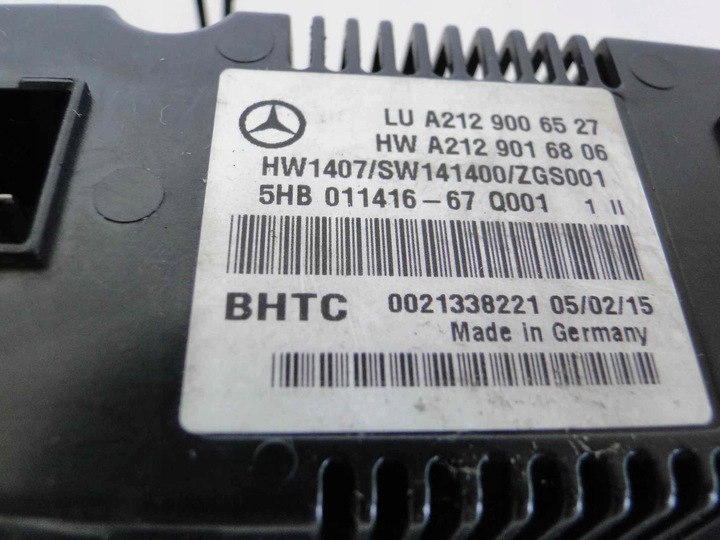 LU A212 900 65 27
HW A212 901 68 06
HW1407/SW141400/ZGS001
5HB 011416-67 Q001 1 II
BHTC 0021338221 05/02/15
Made in Germany